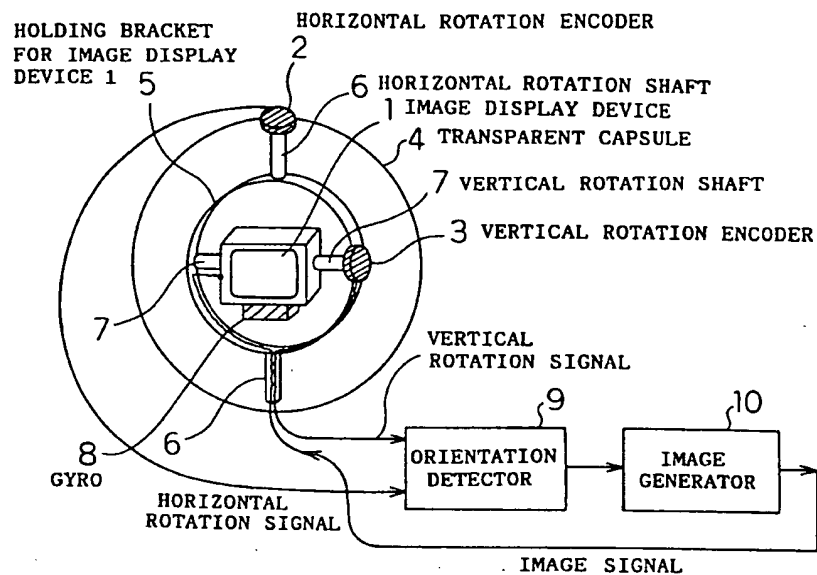 HORIZONTAL ROTATION ENCODER
HOLDING BRACKET
FOR IMAGE DISPLAY
DEVICE 1
2
5
6 HORIZONTAL ROTATION SHAFT
1 IMAGE DISPLAY DEVICE
4 TRANSPARENT CAPSULE
7 VERTICAL ROTATION SHAFT
3 VERTICAL ROTATION ENCODER
7
VERTICAL
ROTATION SIGNAL
6
8
GYRO
9
ORIENTATION
DETECTOR
10
IMAGE
GENERATOR
HORIZONTAL
ROTATION SIGNAL
IMAGE SIGNAL